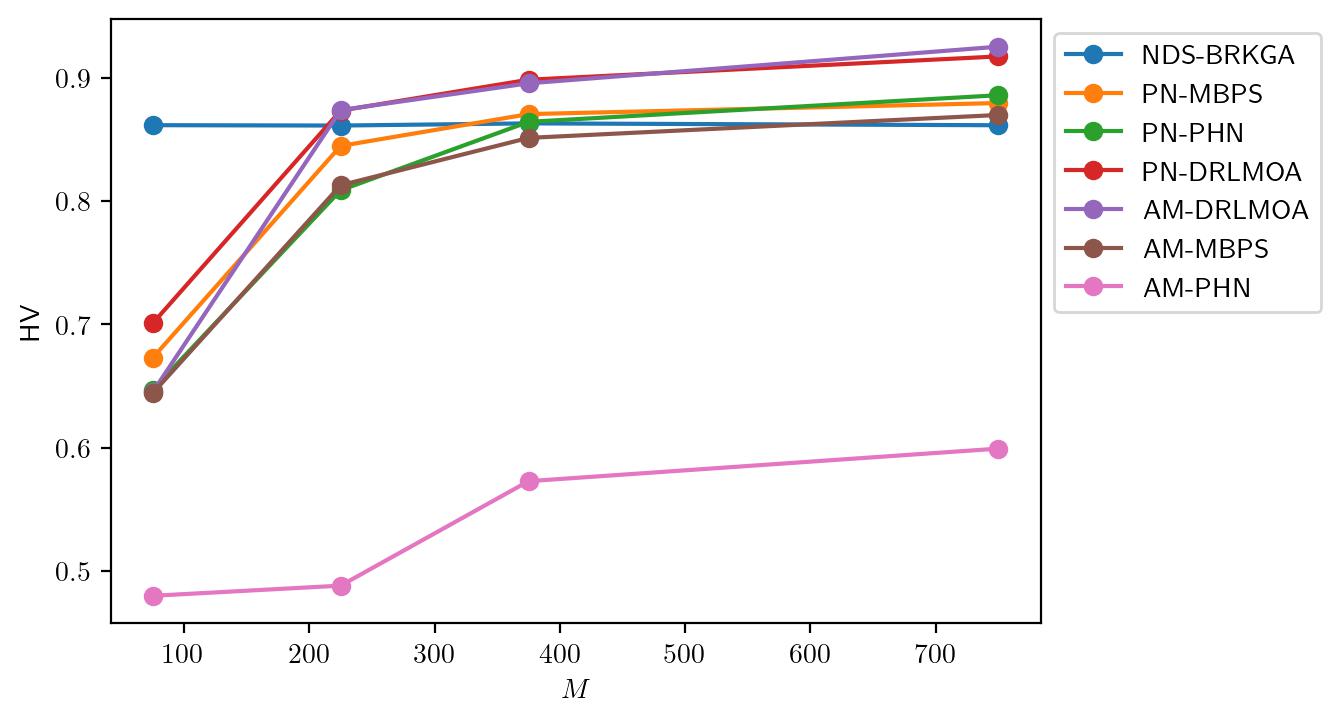 0.9
0.8
0.7
0.6
0.5
HV
100 200 300 400 500 600 700
M
NDS-BRKGA
PN-MBPS
PN-PHN
PN-DRLMOA
AM-DRLMOA
AM-MBPS
AM-PHN